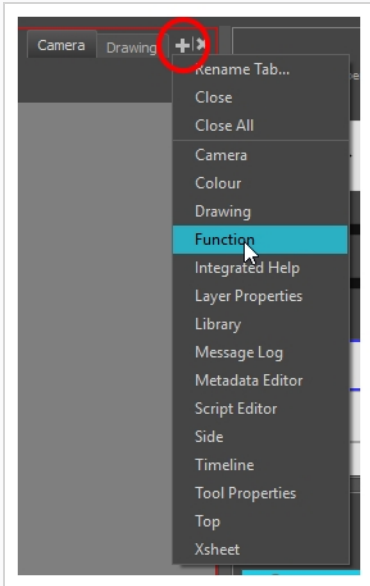 Camera Drawing
Rename Tab...
Close
Close All
Camera
Colour
Drawing
Function
Integrated Help
Layer Properties
Library
Message Log
Metadata Editor
Script Editor
Side
Timeline
Tool Properties
Top
Xsheet